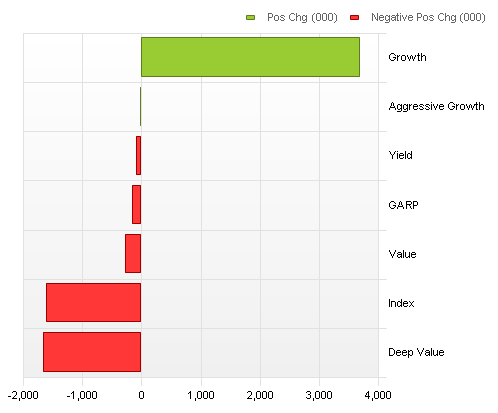 Pos Chg (000) Negative Pos Chg (000)
Growth
Aggressive Growth
Yield
GARP
Value
Index
Deep Value
-2,000 -1,000 0 1,000 2,000 3,000 4,000